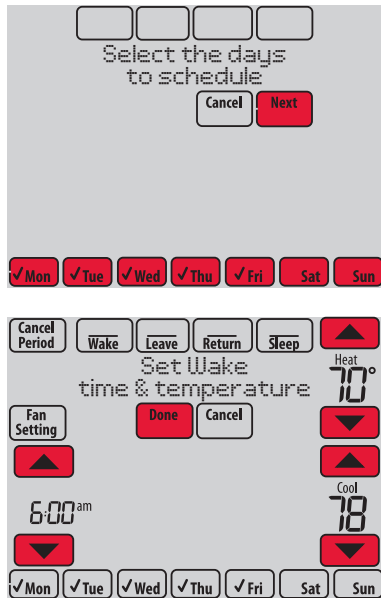 Select the days
to schedule
Cancel Next
✓Mon ✓Tue ✓Wed ✓Thu ✓Fri Sat Sun
Cancel
Period
Wake Leave Return Sleep
Set Wake
time & temperature
Heat
70°
Fan
Setting
Done Cancel
6:00 am
Cool
78
✓Mon ✓Tue ✓Wed ✓Thu ✓Fri Sat Sun